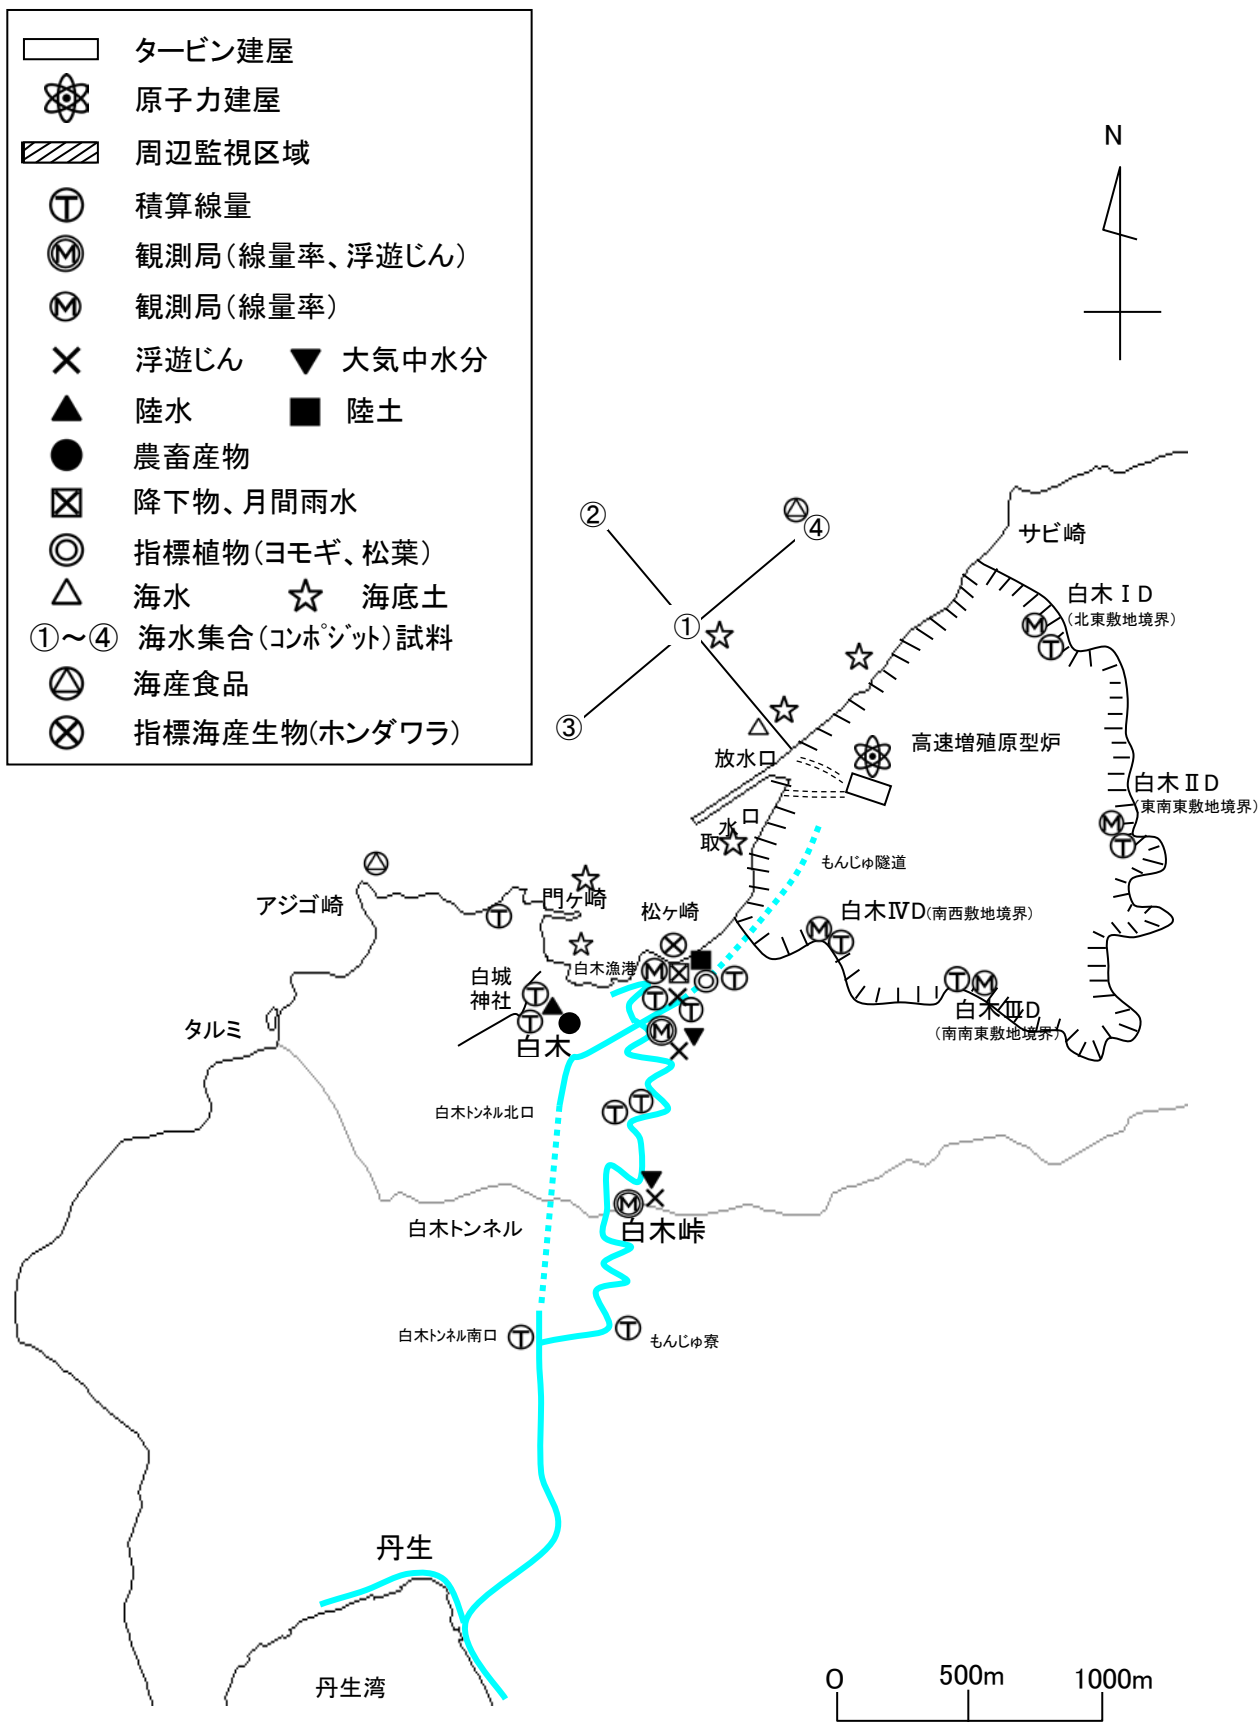 タービン建屋
原子力建屋
周辺監視区域
Ⓣ 積算線量
Ⓜ 観測局(線量率、浮遊じん)
Ⓜ 観測局(線量率)
浮遊じん ▼ 大気中水分
▲ 陸水 ■ 陸土
● 農畜産物
降下物、月間雨水
◎ 指標植物(ヨモギ、松葉)
△ 海水 ☆ 海底土
①～④ 海水集合(コンポジット)試料
海産食品
指標海産生物(ホンダワラ)
N
②
④
サビ崎
白木ⅠD
(北東敷地境界)
Ⓜ
Ⓣ
①
③
放水口
高速増殖原型炉
白木ⅡD
(東南東敷地境界)
Ⓜ
Ⓣ
取水口
もんじゅ隧道
アジゴ崎
門ヶ崎
Ⓣ
松ヶ崎
白木ⅣD(南西敷地境界)
Ⓜ
Ⓣ
白木漁港
Ⓜ
Ⓣ
白城
神社
Ⓣ
Ⓣ
Ⓣ
Ⓣ
Ⓜ
Ⓣ
Ⓜ
白木ⅢD
(南南東敷地境界)
タルミ
白木
白木トンネル北口
Ⓣ
Ⓣ
Ⓜ
白木トンネル
白木峠
白木トンネル南口
Ⓣ
Ⓣ
もんじゅ寮
丹生
丹生湾
0
500m
1000m